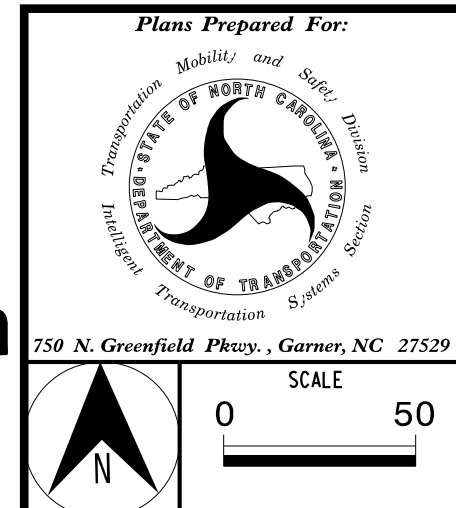 Plans Prepared For:
Transportation Mobility and Safety Division
STATE OF NORTH CAROLINA
DEPARTMENT OF TRANSPORTATION
Intelligent Transportation Systems Section
750 N. Greenfield Pkwy. , Garner, NC 27529
SCALE
0 50
N